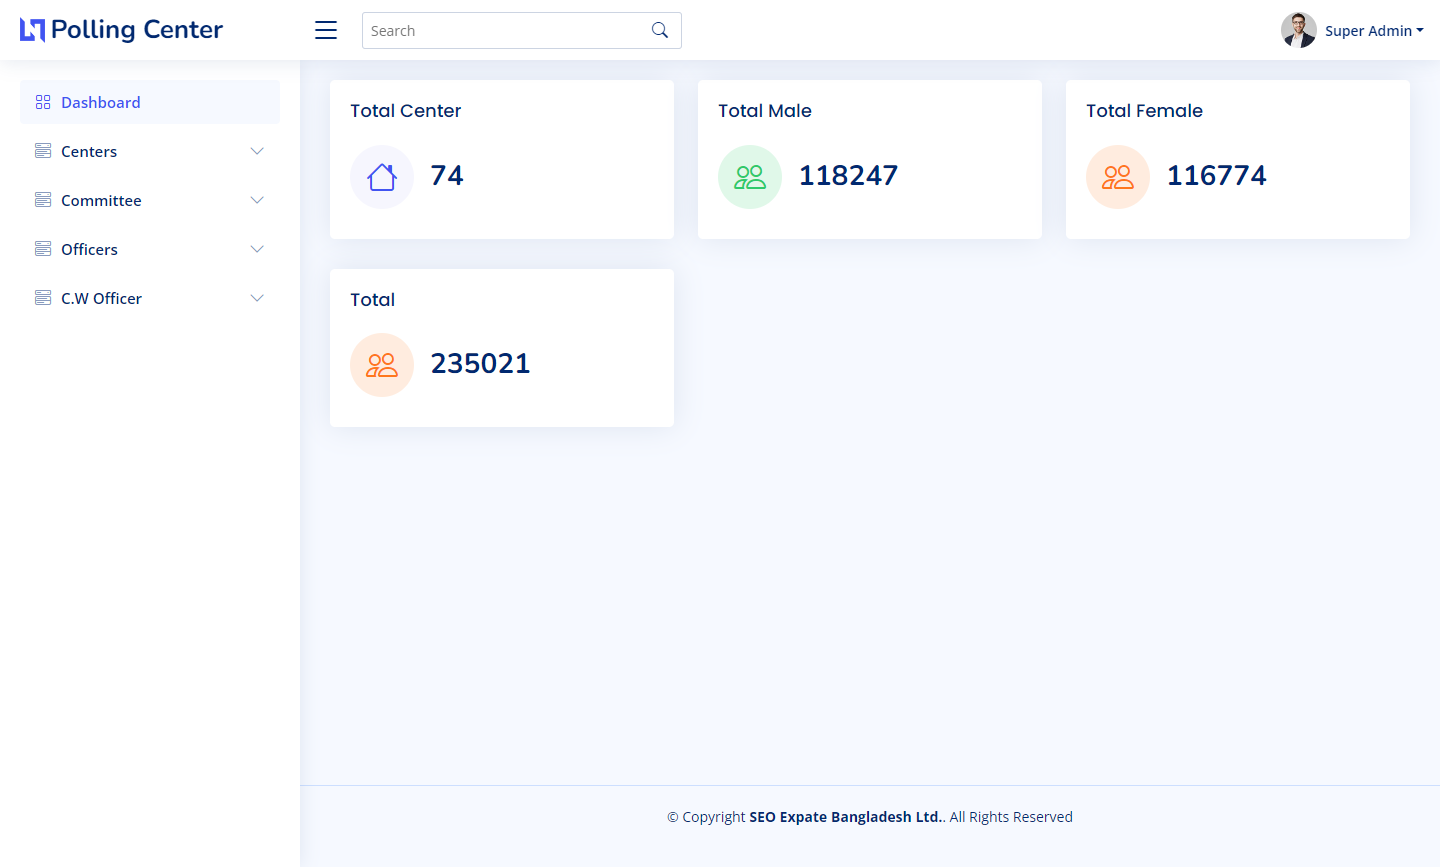 Polling Center
Search
Super Admin
Dashboard
Centers
Committee
Officers
C.W Officer
Total Center
74
Total Male
118247
Total Female
116774
Total
235021
© Copyright SEO Expate Bangladesh Ltd.. All Rights Reserved